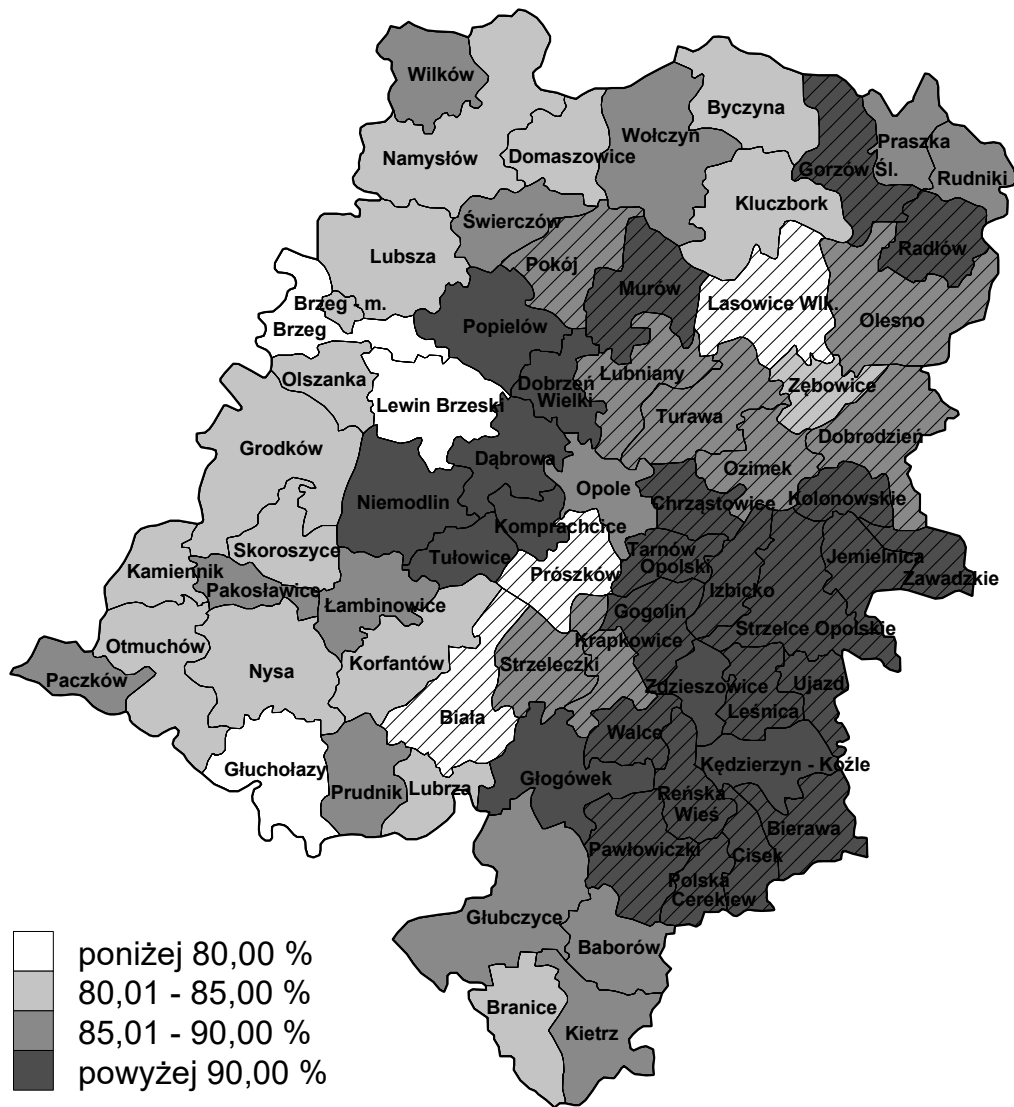 Wilków
Byczyna
Wołczyn
Praszka
Namysłów
Domaszowice
Gorzów Śl.
Rudniki
Kluczbork
Świerczów
Lubsza
Pokój
Radłów
Murów
Brzeg - m.
Lasowice Wlk.
Brzeg
Popielów
Olesno
Olszanka
Łubniany
Dobrzeń
Wielki
Zębowice
Lewin Brzeski
Turawa
Dobrodzień
Grodków
Dąbrowa
Ozimek
Opole
Niemodlin
Chrząstowice
Kolonowskie
Komprachcice
Skoroszyce
Tułowice
Tarnów
Opolski
Jemielnica
Kamiennik
Prószków
Izbicko
Zawadzkie
Pakosławice
Łambinowice
Gogolin
Strzelce Opolskie
Otmuchów
Krapkowice
Korfantów
Strzeleczki
Nysa
Paczków
Zdzieszowice
Ujazd
Leśnica
Biała
Walce
Głuchołazy
Kędzierzyn - Koźle
Głogówek
Lubrza
Prudnik
Reńska
Wieś
Bierawa
Pawłowiczki
Cisek
Polska
Cerekiew
Głubczyce
Baborów
Branice
Kietrz
poniżej 80,00 %
80,01 - 85,00 %
85,01 - 90,00 %
powyżej 90,00 %